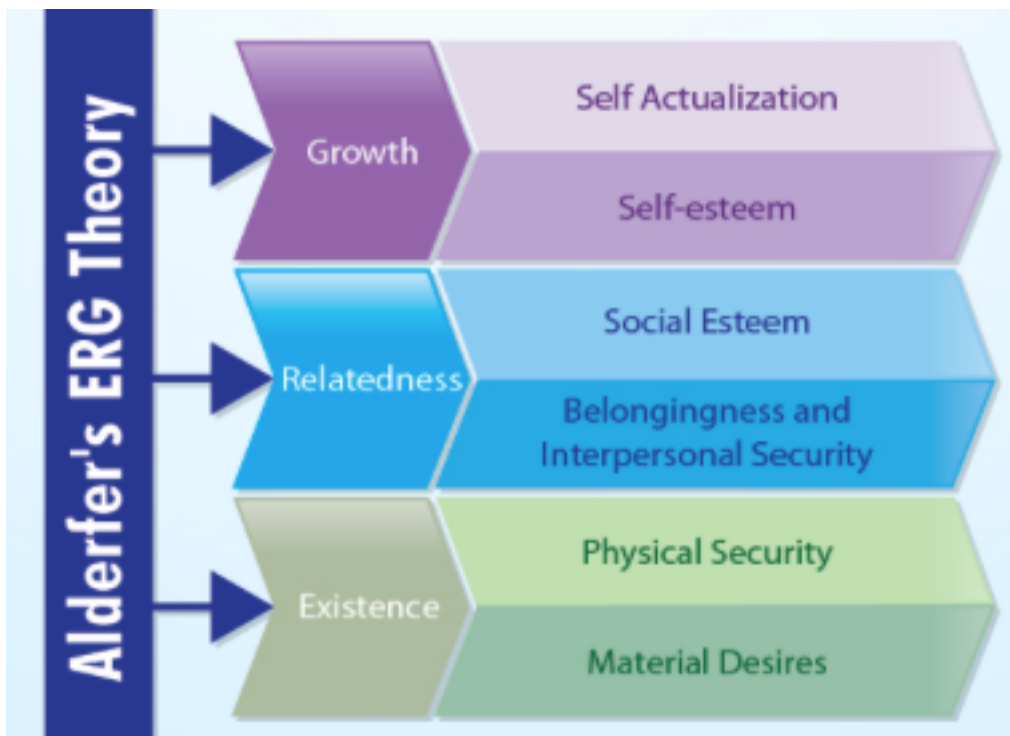 Alderfer's ERG Theory
Growth
Self Actualization
Self-esteem
Relatedness
Social Esteem
Belongingness and
Interpersonal Security
Existence
Physical Security
Material Desires